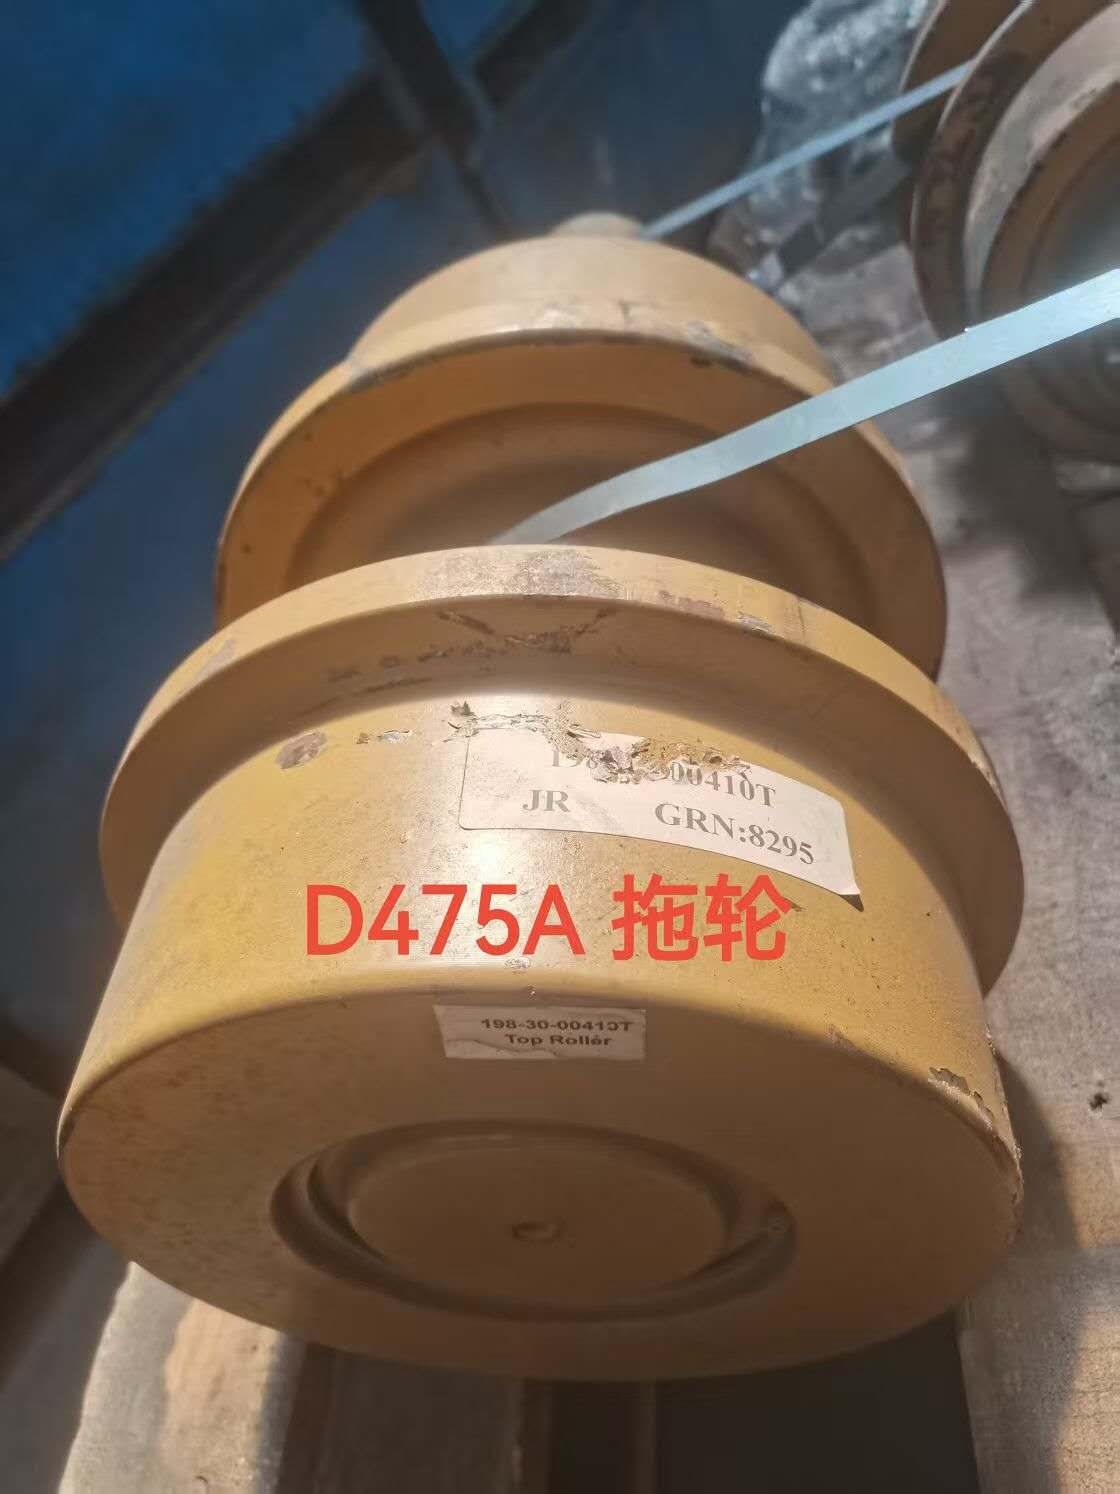 00410T
JR GRN:8295
D475A 拖轮
198-30-00410T
Top Roller